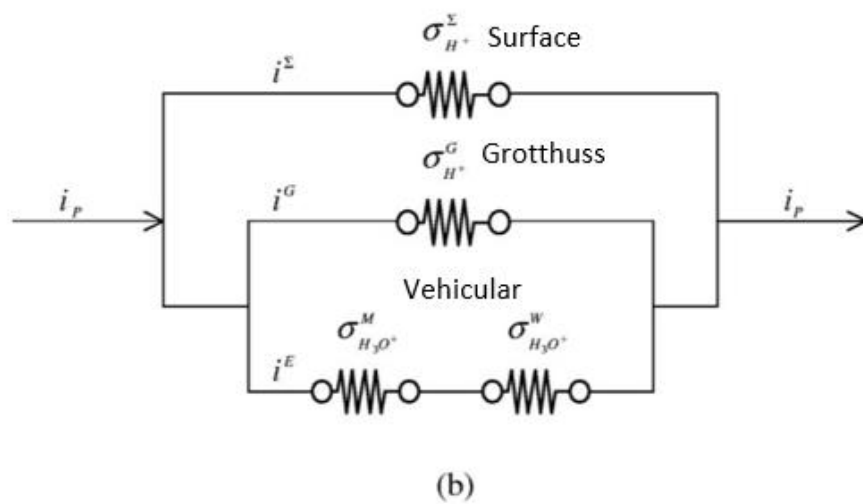 σ^Σ_{H⁺} Surface
i^Σ
σ^G_{H⁺} Grotthuss
i_P i^G i_P
Vehicular
σ^M_{H₃O⁺} σ^W_{H₃O⁺}
i^E
(b)